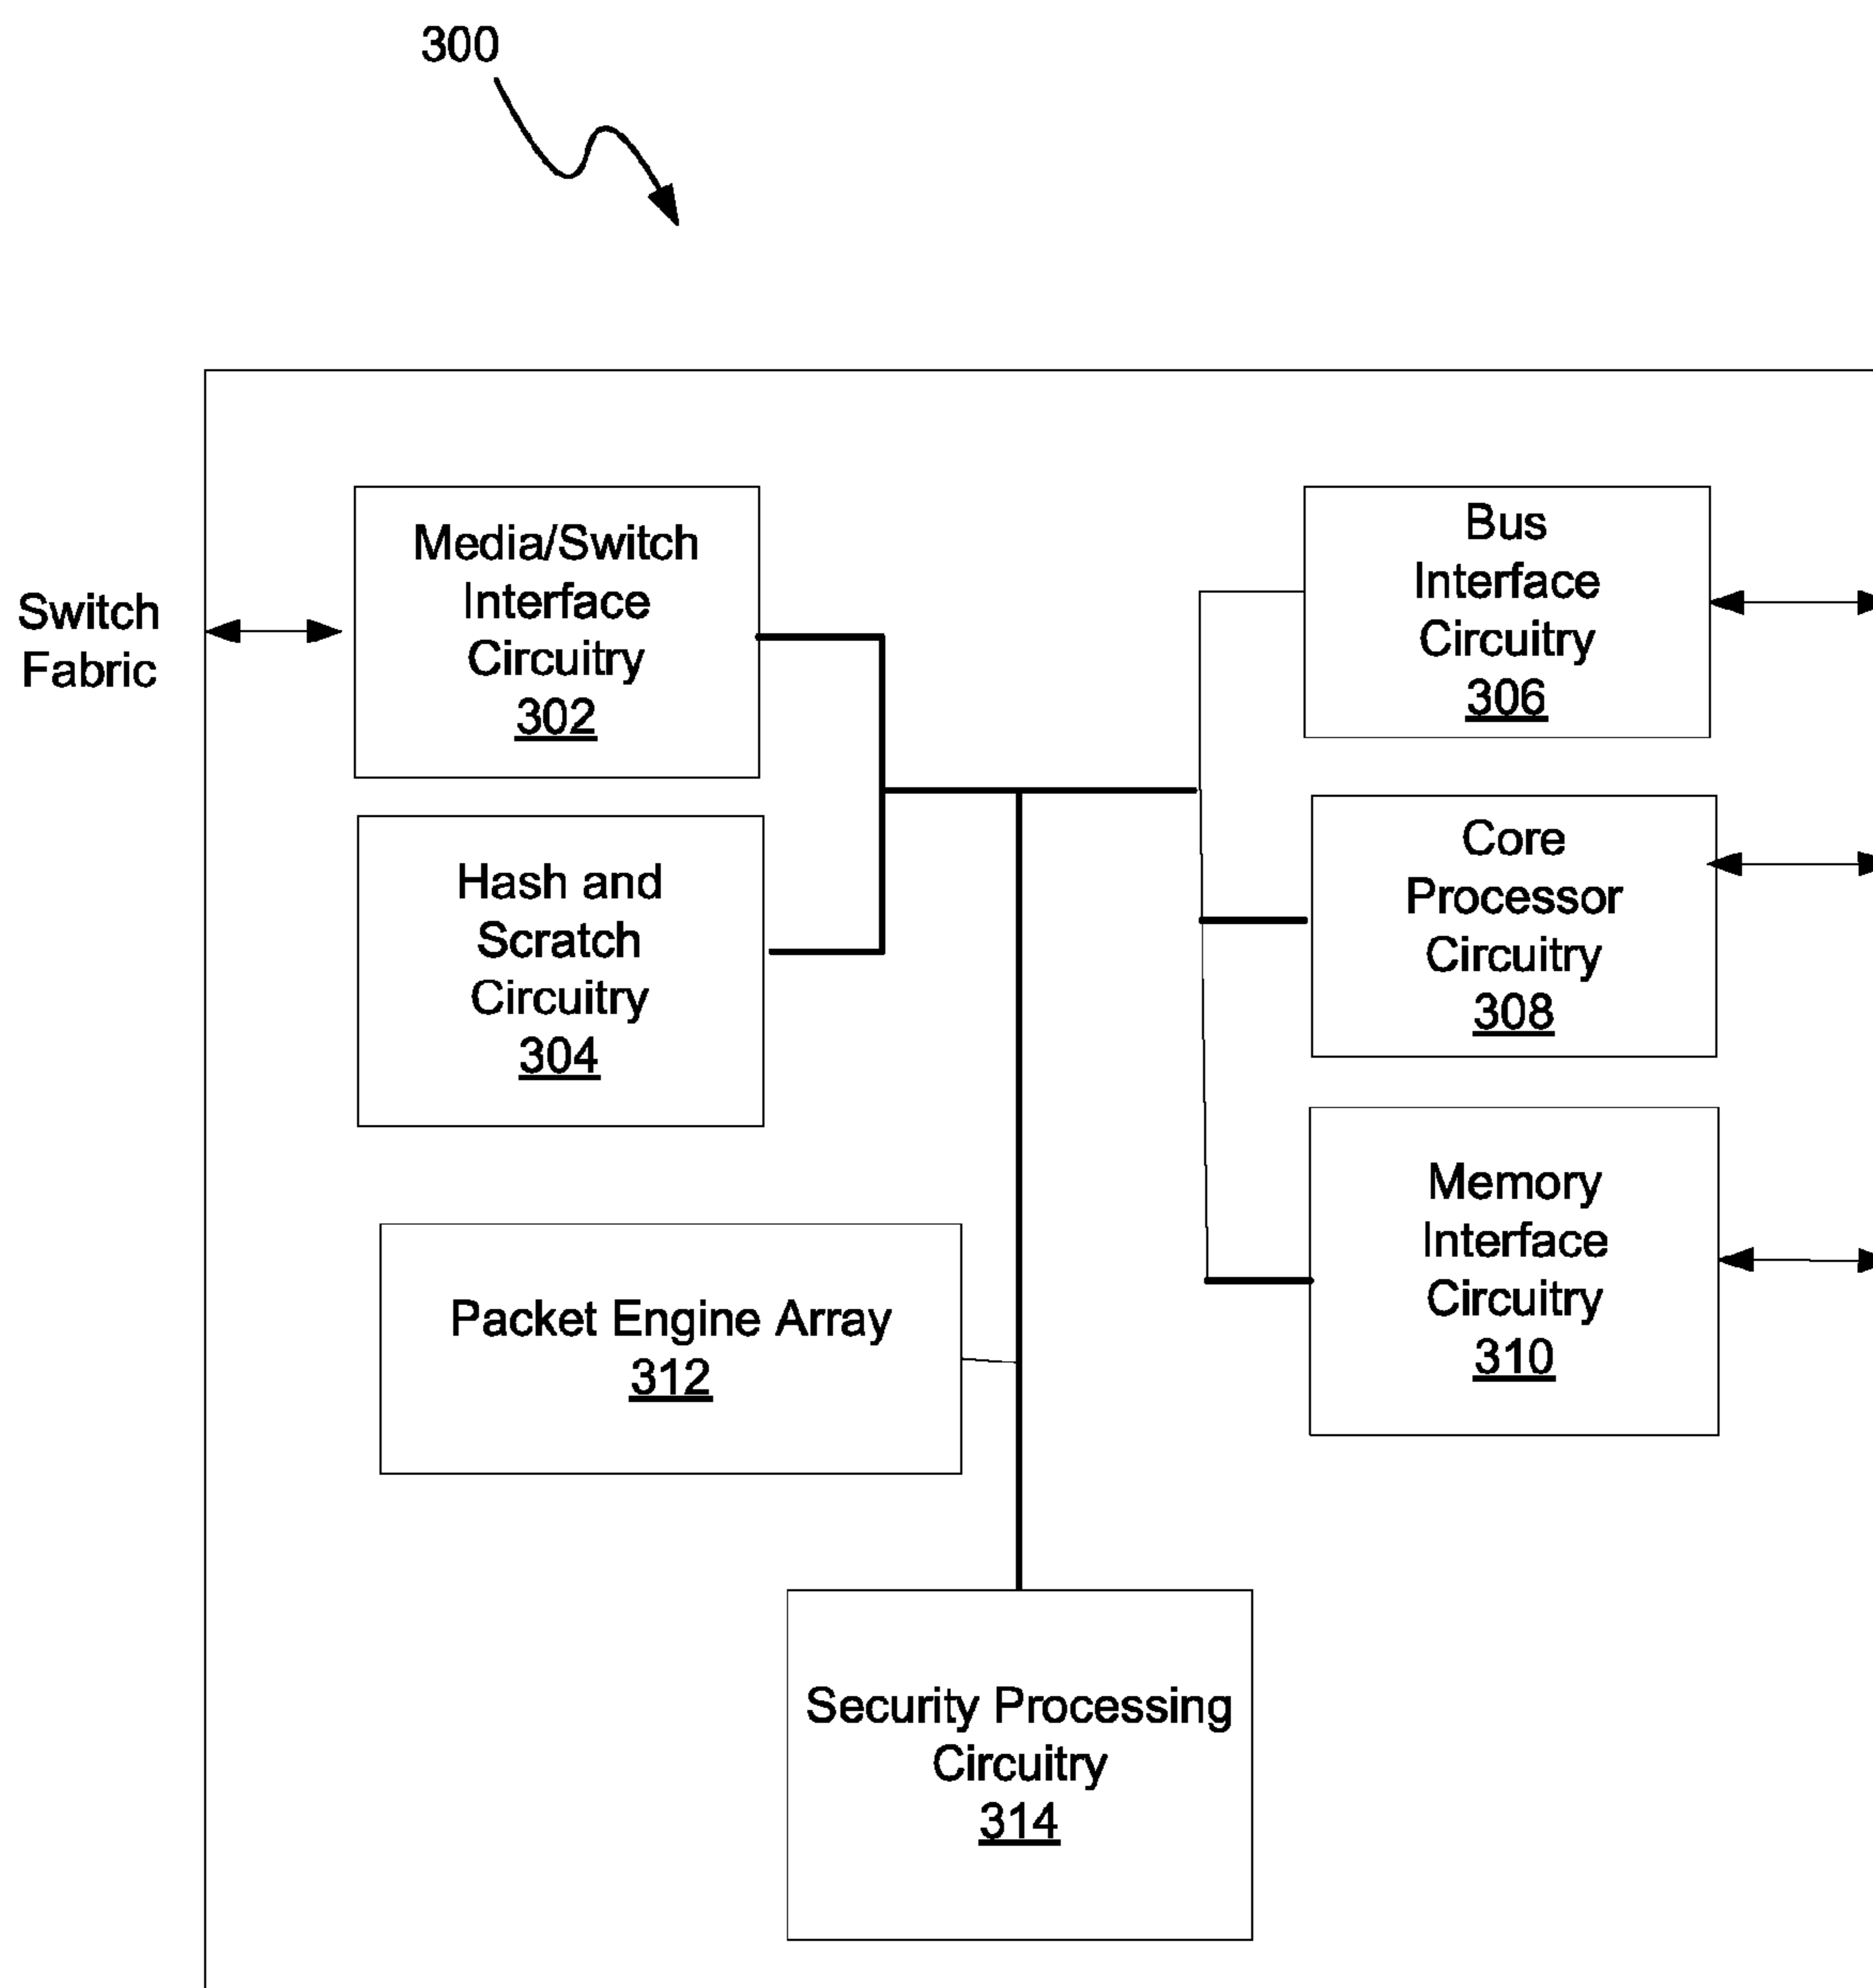 300
Switch
Fabric
Media/Switch
Interface
Circuitry
302
Hash and
Scratch
Circuitry
304
Bus
Interface
Circuitry
306
Core
Processor
Circuitry
308
Memory
Interface
Circuitry
310
Packet Engine Array
312
Security Processing
Circuitry
314